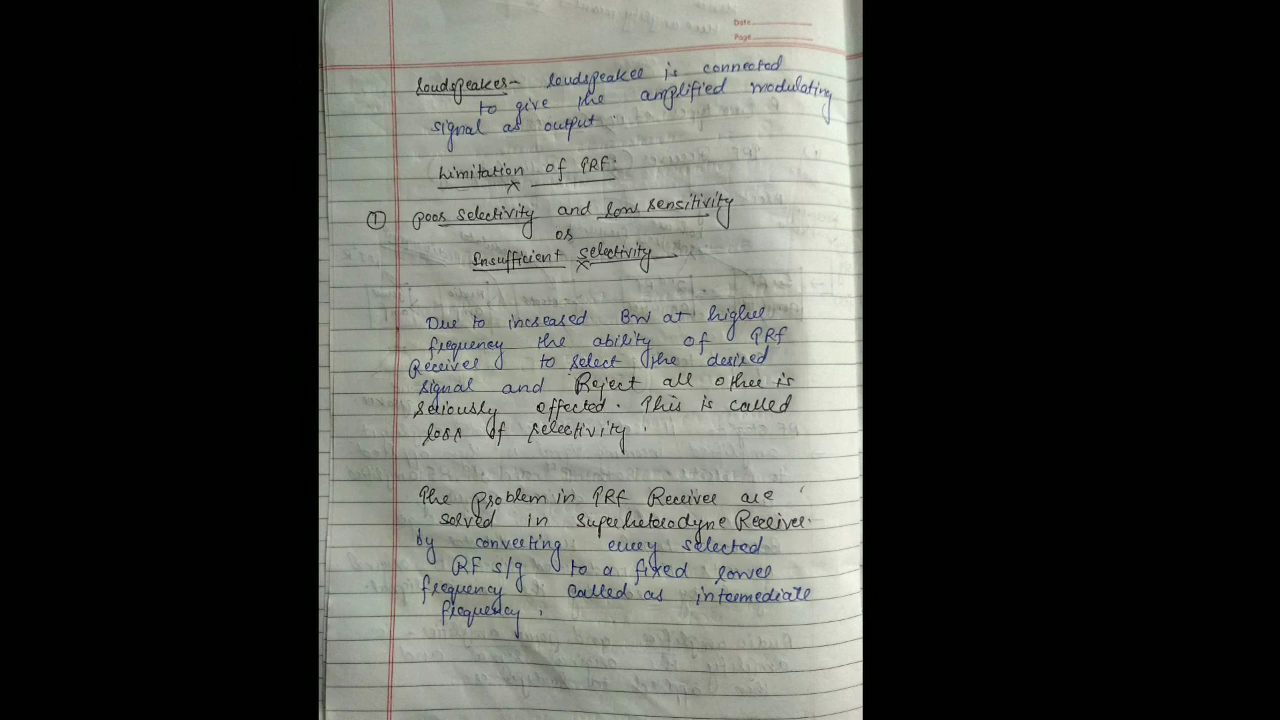 Date
Page
Loudspeaker- loudspeaker is connected
to give the amplified modulating
signal as output.
Limitation of TRF:
① Poor selectivity and low sensitivity
or
Insufficient selectivity
Due to increased BW at higher
frequency the ability of TRF
Receiver to select the desired
signal and Reject all other is
seriously affected. This is called
loss of selectivity.
The Problem in TRF Receiver are
solved in superheterodyne Receiver.
by converting every selected
RF s/g to a fixed lower
frequency called as intermediate
frequency.